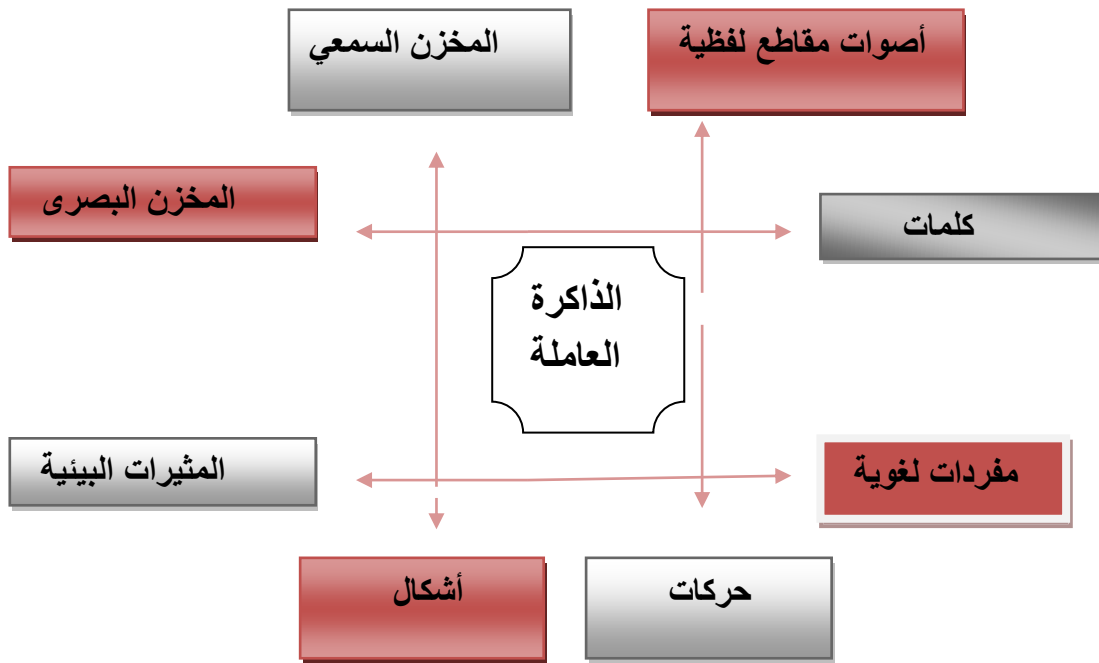 أصوات مقاطع لفظية
المخزن السمعي
المخزن البصرى
كلمات
الذاكرة
العاملة
مفردات لغوية
المثيرات البيئية
حركات
أشكال